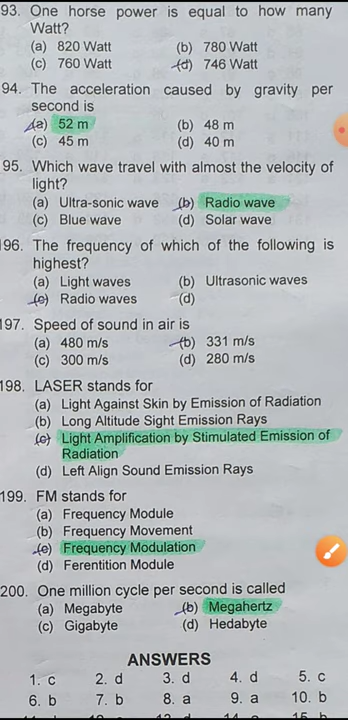 93. One horse power is equal to how many
Watt?
(a) 820 Watt (b) 780 Watt
(c) 760 Watt (d) 746 Watt
94. The acceleration caused by gravity per
second is
(a) 52 m (b) 48 m
(c) 45 m (d) 40 m
95. Which wave travel with almost the velocity of
light?
(a) Ultra-sonic wave (b) Radio wave
(c) Blue wave (d) Solar wave
196. The frequency of which of the following is
highest?
(a) Light waves (b) Ultrasonic waves
(c) Radio waves (d)
197. Speed of sound in air is
(a) 480 m/s (b) 331 m/s
(c) 300 m/s (d) 280 m/s
198. LASER stands for
(a) Light Against Skin by Emission of Radiation
(b) Long Altitude Sight Emission Rays
(c) Light Amplification by Stimulated Emission of
Radiation
(d) Left Align Sound Emission Rays
199. FM stands for
(a) Frequency Module
(b) Frequency Movement
(c) Frequency Modulation
(d) Ferentition Module
200. One million cycle per second is called
(a) Megabyte (b) Megahertz
(c) Gigabyte (d) Hedabyte
ANSWERS
1. c 2. d 3. d 4. d 5. c
6. b 7. b 8. a 9. a 10. b